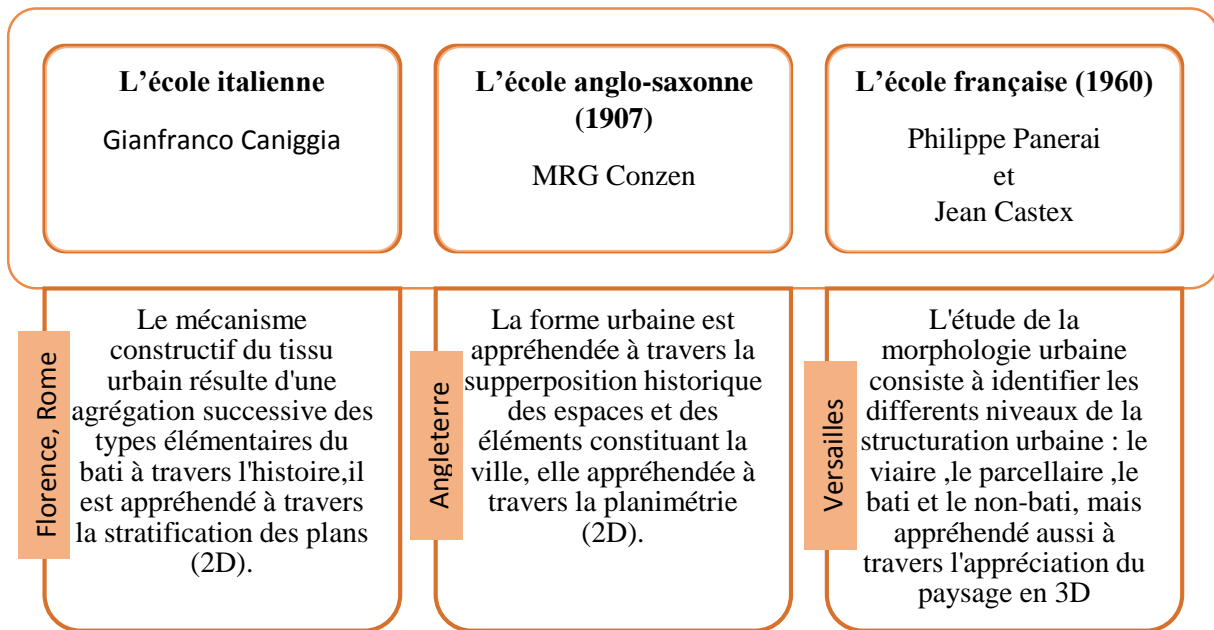 L’école italienne
Gianfranco Caniggia
L’école anglo-saxonne
(1907)
MRG Conzen
L’école française (1960)
Philippe Panerai
et
Jean Castex
Florence, Rome
Le mécanisme
constructif du tissu
urbain résulte d'une
agrégation successive des
types élémentaires du
bati à travers l'histoire,il
est appréhendé à travers
la stratification des plans
(2D).
Angleterre
La forme urbaine est
appréhendée à travers la
supperposition historique
des espaces et des
éléments constituant la
ville, elle appréhendée à
travers la planimétrie
(2D).
Versailles
L'étude de la
morphologie urbaine
consiste à identifier les
differents niveaux de la
structuration urbaine : le
viaire ,le parcellaire ,le
bati et le non-bati, mais
appréhendé aussi à
travers l'appréciation du
paysage en 3D